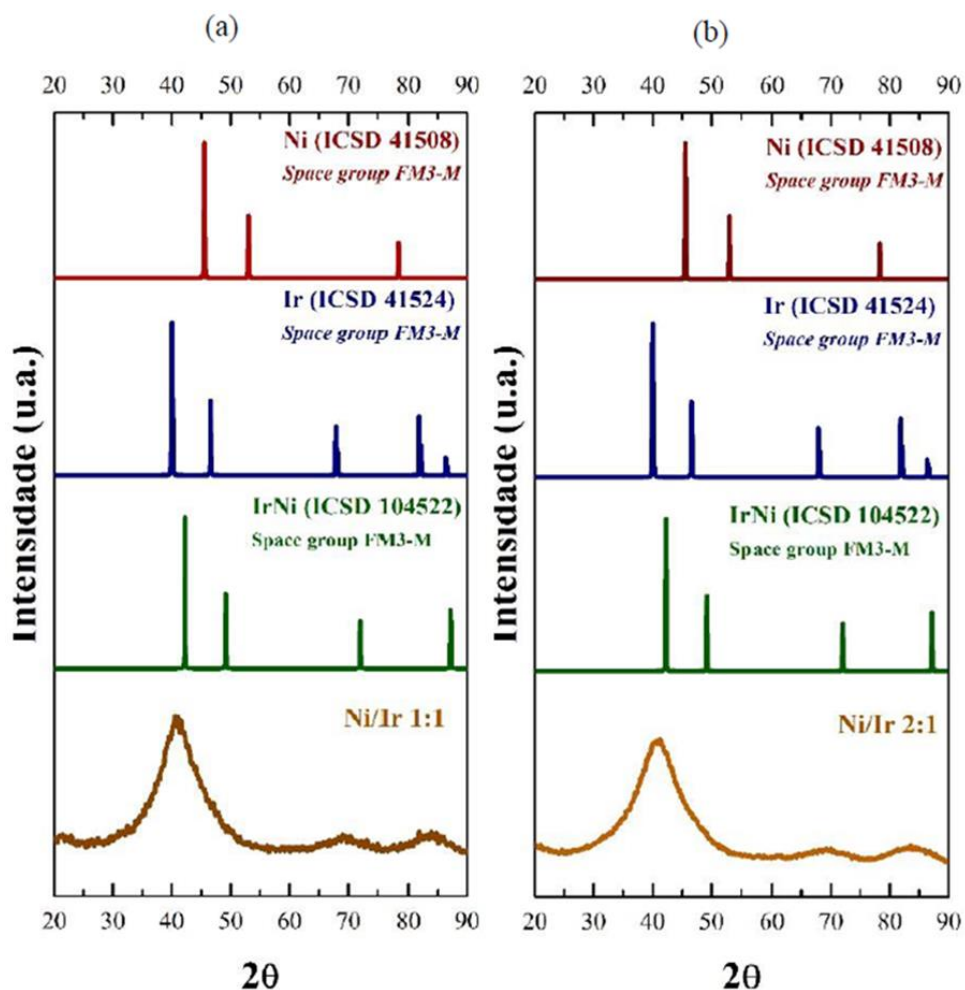 (a)
20 30 40 50 60 70 80 90
Ni (ICSD 41508)
Space group FM3-M
Ir (ICSD 41524)
Space group FM3-M
IrNi (ICSD 104522)
Space group FM3-M
Ni/Ir 1:1
Intensidade (u.a.)
20 30 40 50 60 70 80 90
2θ
(b)
20 30 40 50 60 70 80 90
Ni (ICSD 41508)
Space group FM3-M
Ir (ICSD 41524)
Space group FM3-M
IrNi (ICSD 104522)
Space group FM3-M
Ni/Ir 2:1
Intensidade (u.a.)
20 30 40 50 60 70 80 90
2θ